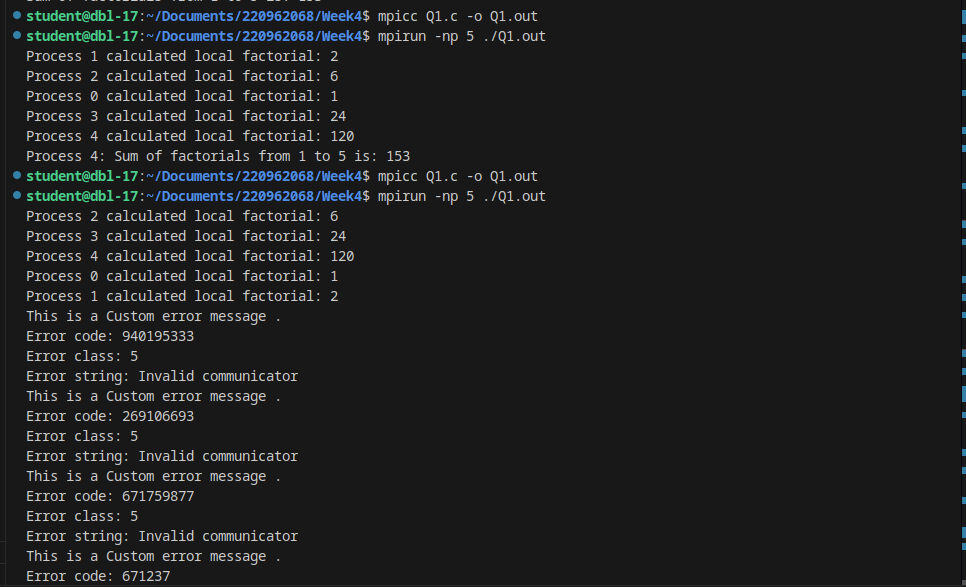 student@dbl-17:~/Documents/220962068/Week4$ mpicc Q1.c -o Q1.out
student@dbl-17:~/Documents/220962068/Week4$ mpirun -np 5 ./Q1.out
Process 1 calculated local factorial: 2
Process 2 calculated local factorial: 6
Process 0 calculated local factorial: 1
Process 3 calculated local factorial: 24
Process 4 calculated local factorial: 120
Process 4: Sum of factorials from 1 to 5 is: 153
student@dbl-17:~/Documents/220962068/Week4$ mpicc Q1.c -o Q1.out
student@dbl-17:~/Documents/220962068/Week4$ mpirun -np 5 ./Q1.out
Process 2 calculated local factorial: 6
Process 3 calculated local factorial: 24
Process 4 calculated local factorial: 120
Process 0 calculated local factorial: 1
Process 1 calculated local factorial: 2
This is a Custom error message .
Error code: 940195333
Error class: 5
Error string: Invalid communicator
This is a Custom error message .
Error code: 269106693
Error class: 5
Error string: Invalid communicator
This is a Custom error message .
Error code: 671759877
Error class: 5
Error string: Invalid communicator
This is a Custom error message .
Error code: 671237